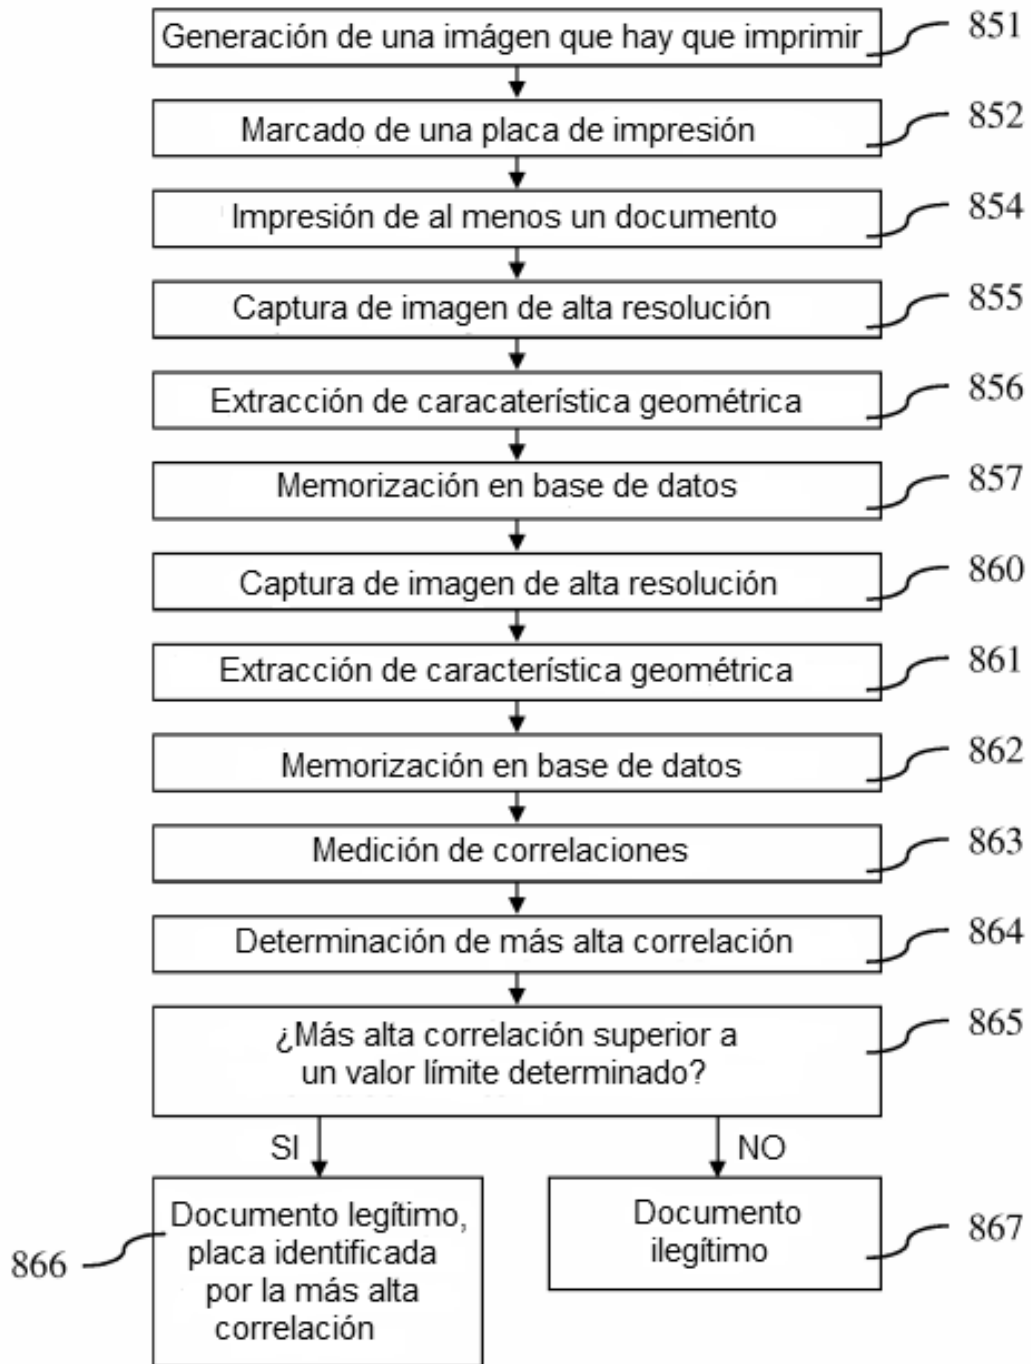 Generación de una imágen que hay que imprimir
851
Marcado de una placa de impresión
852
Impresión de al menos un documento
854
Captura de imagen de alta resolución
855
Extracción de caracaterística geométrica
856
Memorización en base de datos
857
Captura de imagen de alta resolución
860
Extracción de característica geométrica
861
Memorización en base de datos
862
Medición de correlaciones
863
Determinación de más alta correlación
864
¿Más alta correlación superior a
un valor límite determinado?
865
SI
NO
Documento legítimo,
placa identificada
por la más alta
correlación
866
Documento
ilegítimo
867